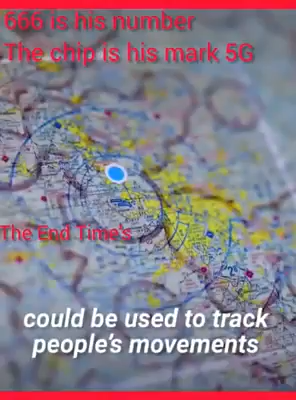 666 is his number
The chip is his mark 5G
The End Time's
could be used to track
people's movements